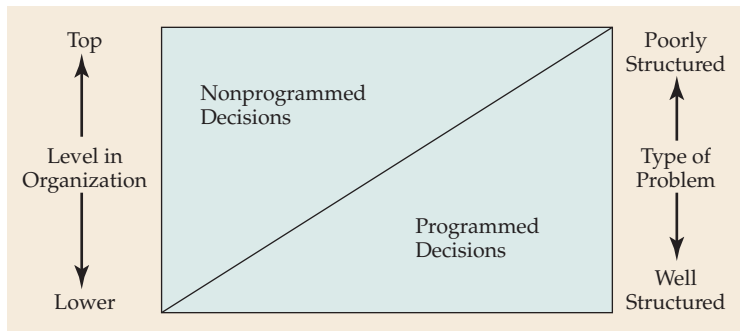 Top
Level in
Organization
Lower
Nonprogrammed
Decisions
Programmed
Decisions
Poorly
Structured
Type of
Problem
Well
Structured